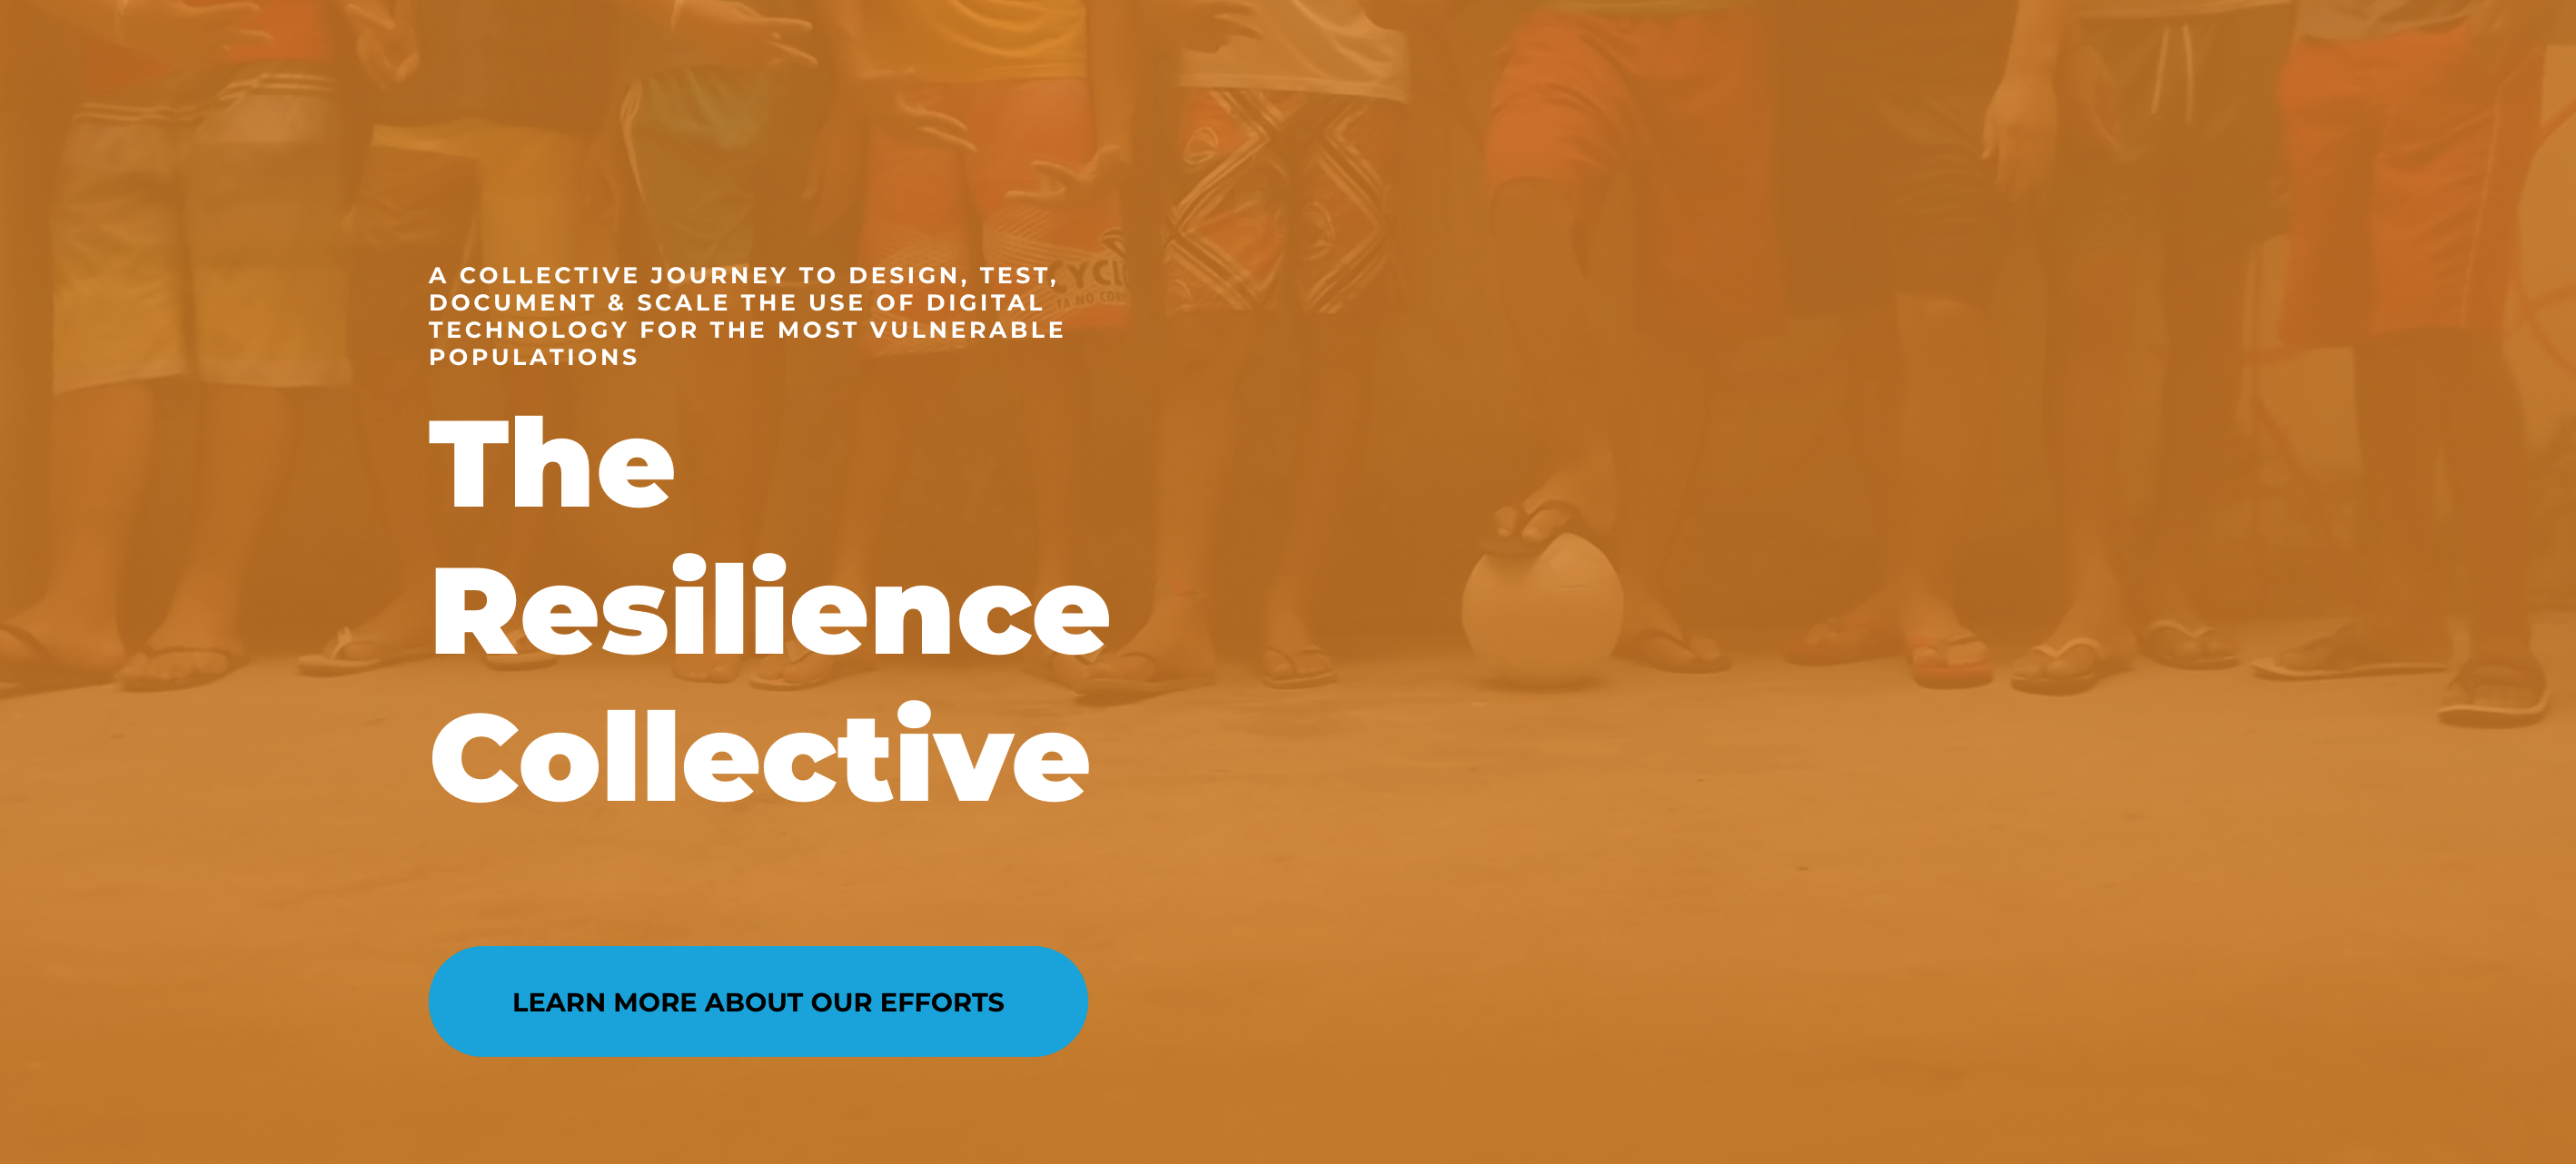 A COLLECTIVE JOURNEY TO DESIGN, TEST,
DOCUMENT & SCALE THE USE OF DIGITAL
TECHNOLOGY FOR THE MOST VULNERABLE
POPULATIONS
The
Resilience
Collective
LEARN MORE ABOUT OUR EFFORTS